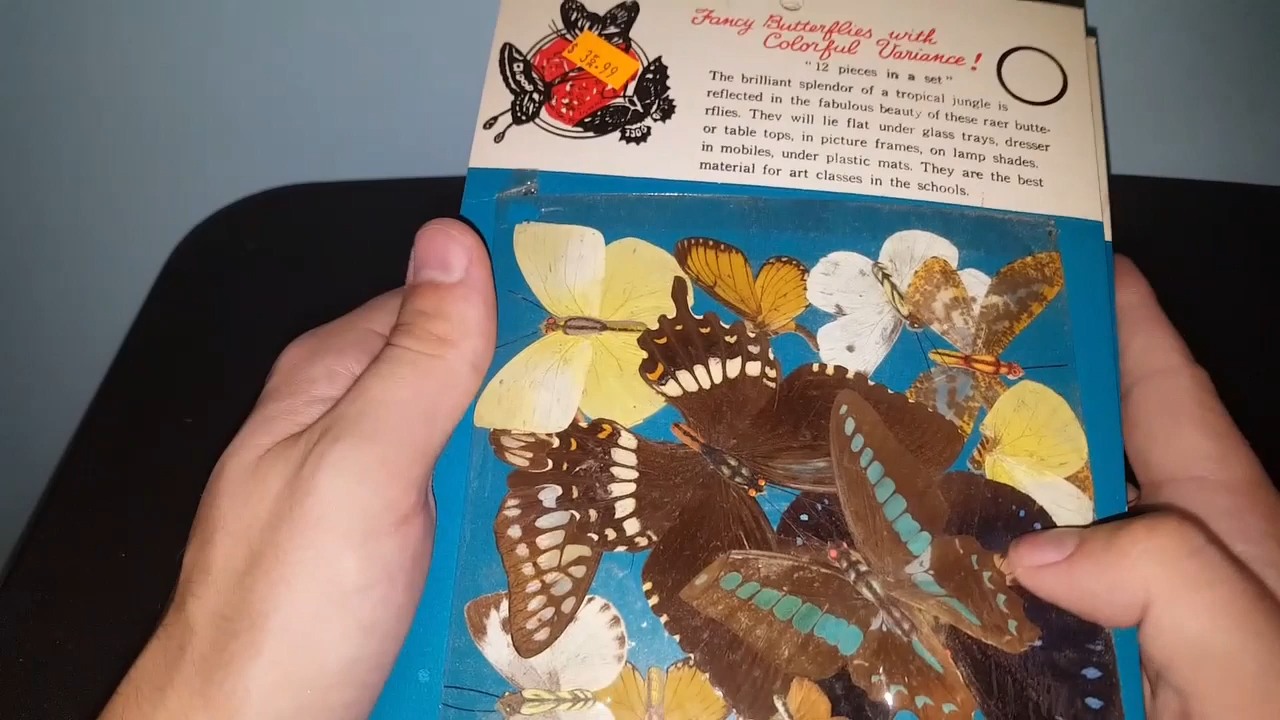 Fancy Butterflies with
Colorful Variance!
"12 pieces in a set"
The brilliant splendor of a tropical jungle is
reflected in the fabulous beauty of these raer butte-
rflies. They will lie flat under glass trays, dresser
or table tops, in picture frames, on lamp shades.
in mobiles, under plastic mats. They are the best
material for art classes in the schools.